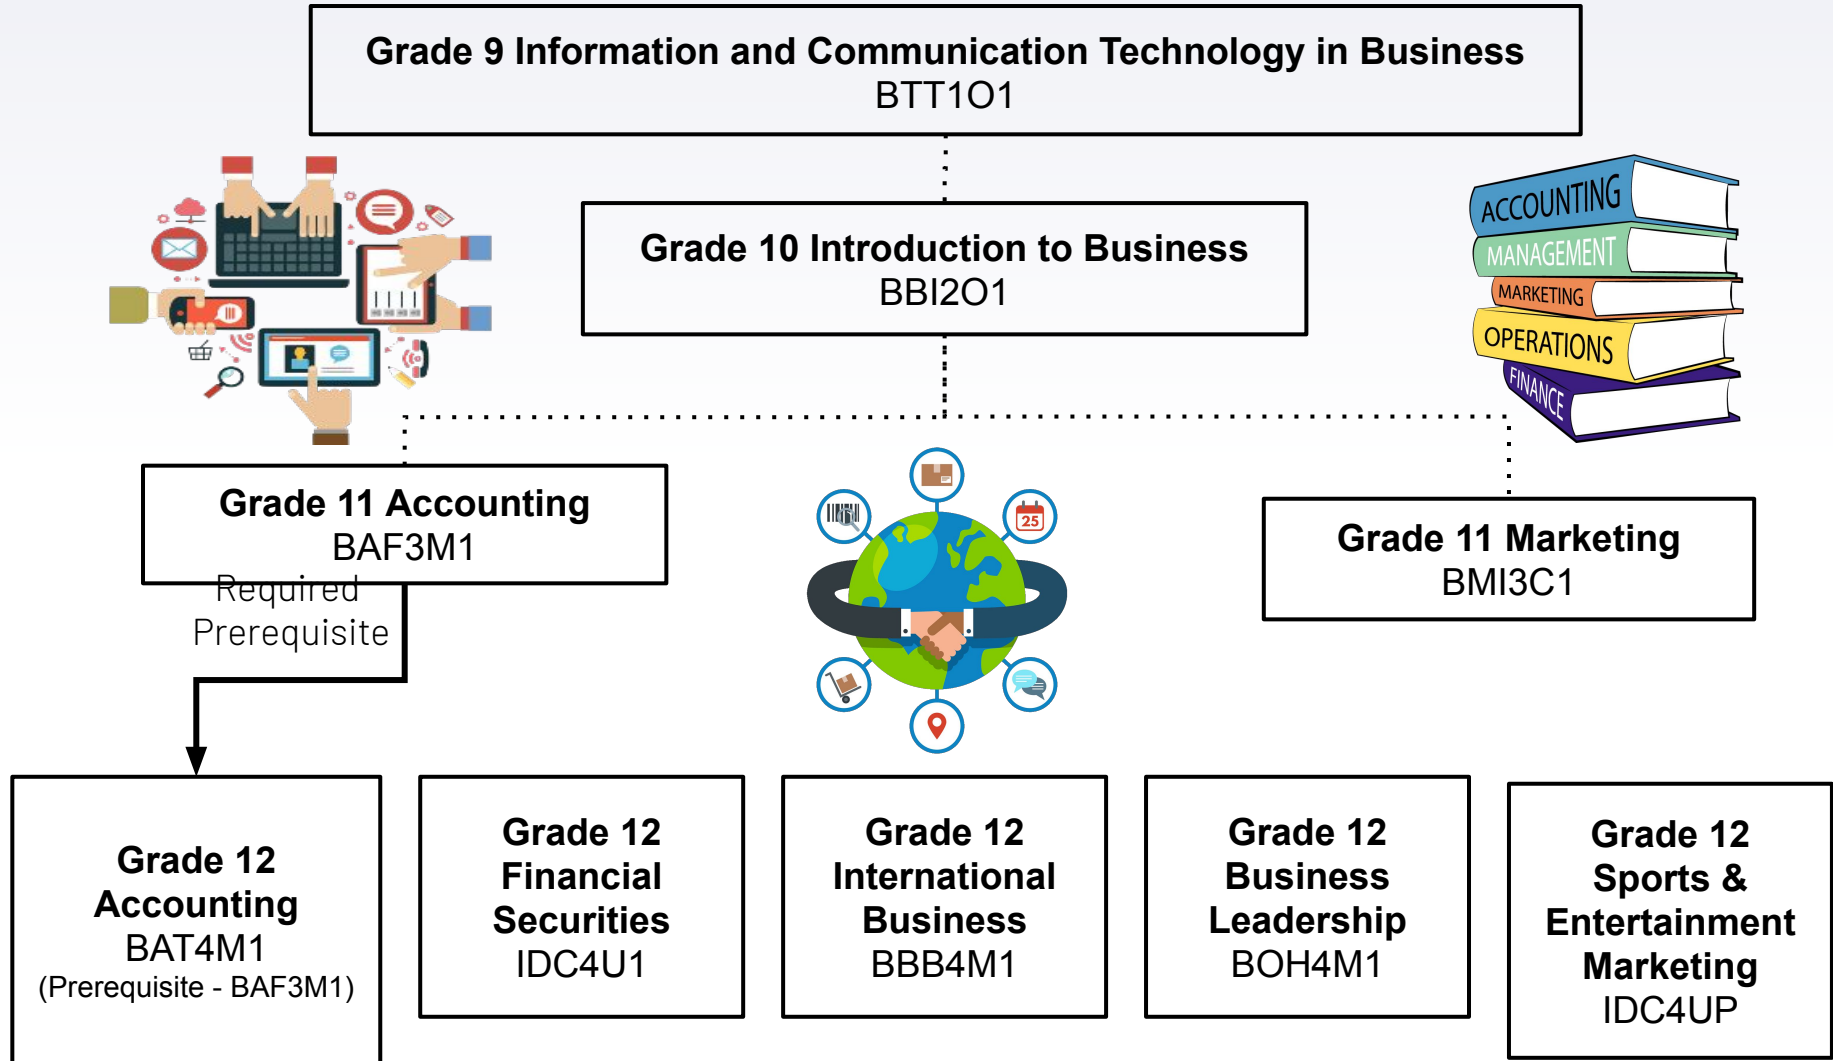 Grade 9 Information and Communication Technology in Business
BTT1O1
Grade 10 Introduction to Business
BBI2O1
ACCOUNTING
MANAGEMENT
MARKETING
OPERATIONS
FINANCE
Grade 11 Accounting
BAF3M1
Required
Prerequisite
25
Grade 11 Marketing
BMI3C1
Grade 12
Accounting
BAT4M1
(Prerequisite - BAF3M1)
Grade 12
Financial
Securities
IDC4U1
Grade 12
International
Business
BBB4M1
Grade 12
Business
Leadership
BOH4M1
Grade 12
Sports &
Entertainment
Marketing
IDC4UP